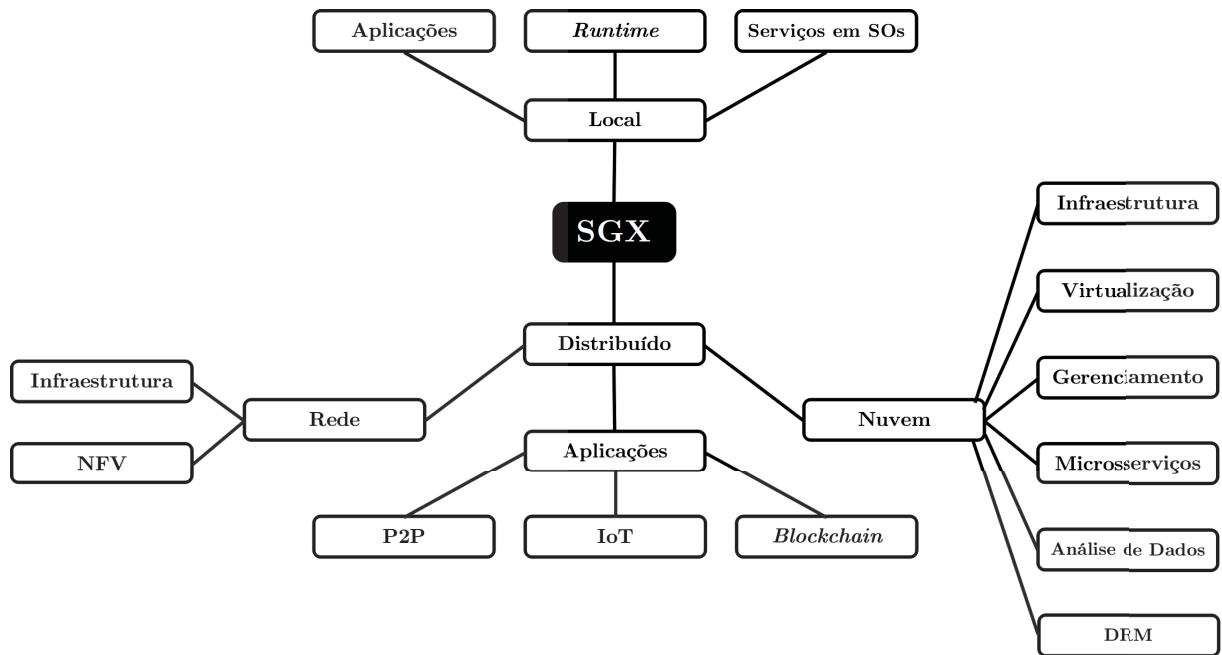 Aplicações
Runtime
Serviços em SOs
Local
SGX
Infraestrutura
Virtualização
Distribuído
Infraestrutura
Gerenciamento
Rede
Nuvem
NFV
Aplicações
Microsserviços
P2P
IoT
Blockchain
Análise de Dados
DRM